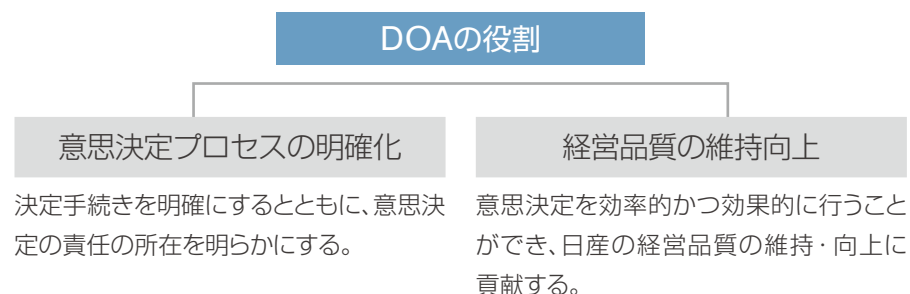 DOAの役割
意思決定プロセスの明確化
決定手続きを明確にするとともに、意思決
定の責任の所在を明らかにする。
経営品質の維持向上
意思決定を効率的かつ効果的に行うこと
ができ、日産の経営品質の維持・向上に
貢献する。